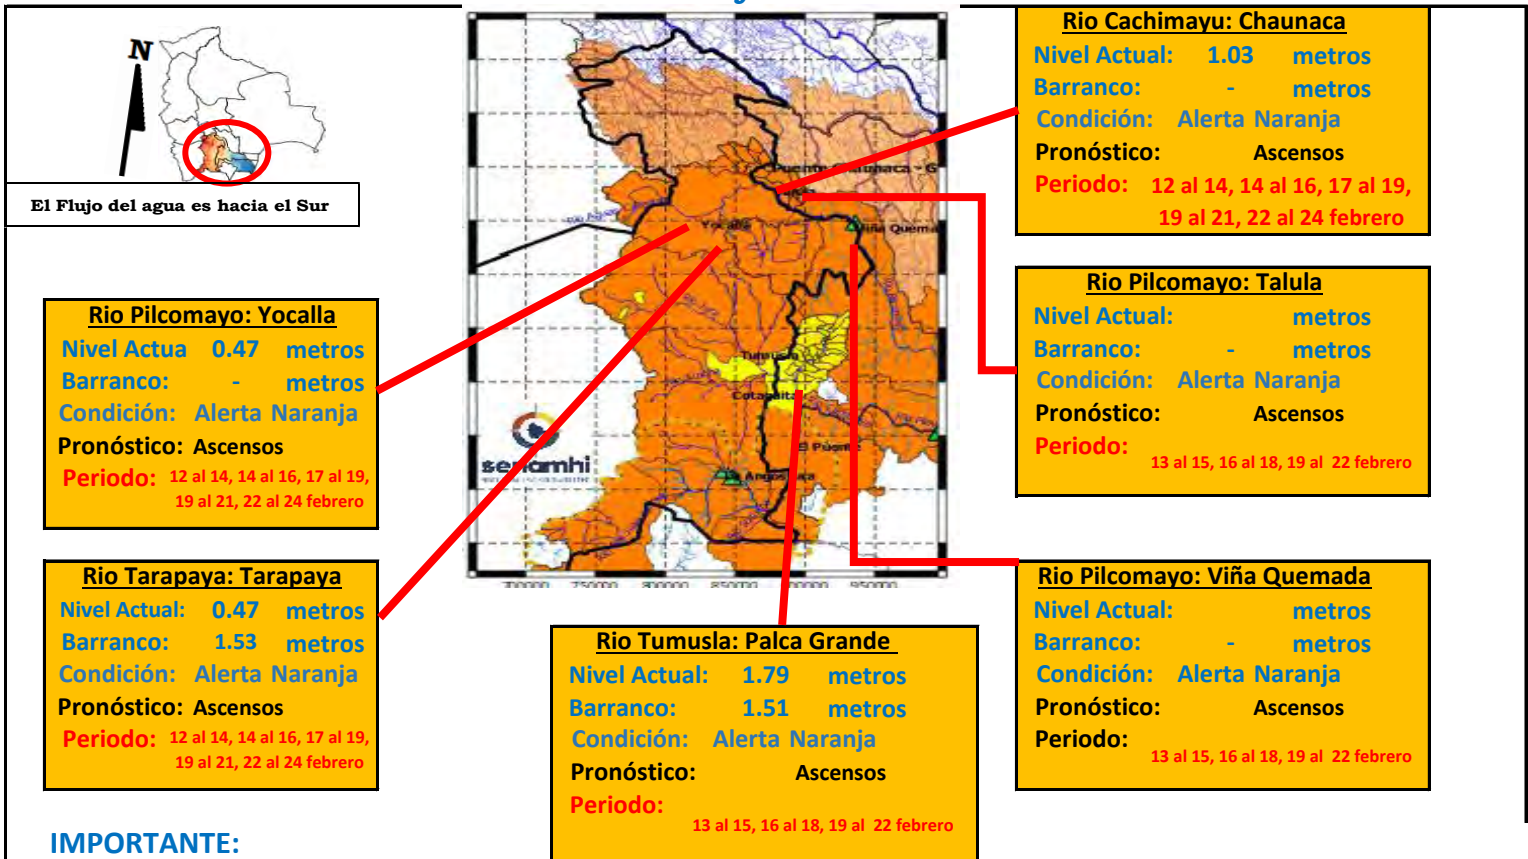 N
El Flujo del agua es hacia el Sur
Rio Pilcomayo: Yocalla
Nivel Actua 0.47 metros
Barranco: - metros
Condición: Alerta Naranja
Pronóstico: Ascensos
Periodo: 12 al 14, 14 al 16, 17 al 19,
19 al 21, 22 al 24 febrero
Rio Tarapaya: Tarapaya
Nivel Actual: 0.47 metros
Barranco: 1.53 metros
Condición: Alerta Naranja
Pronóstico: Ascensos
Periodo: 12 al 14, 14 al 16, 17 al 19,
19 al 21, 22 al 24 febrero
IMPORTANTE:
Yocalla
Viña Quema
Tumusla
Cotagaita
El Puente
Angostura
senamhi
700000 750000 800000 850000 900000 950000
Rio Tumusla: Palca Grande
Nivel Actual: 1.79 metros
Barranco: 1.51 metros
Condición: Alerta Naranja
Pronóstico: Ascensos
Periodo:
13 al 15, 16 al 18, 19 al 22 febrero
Rio Cachimayu: Chaunaca
Nivel Actual: 1.03 metros
Barranco: - metros
Condición: Alerta Naranja
Pronóstico: Ascensos
Periodo: 12 al 14, 14 al 16, 17 al 19,
19 al 21, 22 al 24 febrero
Rio Pilcomayo: Talula
Nivel Actual: metros
Barranco: - metros
Condición: Alerta Naranja
Pronóstico: Ascensos
Periodo:
13 al 15, 16 al 18, 19 al 22 febrero
Rio Pilcomayo: Viña Quemada
Nivel Actual: metros
Barranco: - metros
Condición: Alerta Naranja
Pronóstico: Ascensos
Periodo:
13 al 15, 16 al 18, 19 al 22 febrero